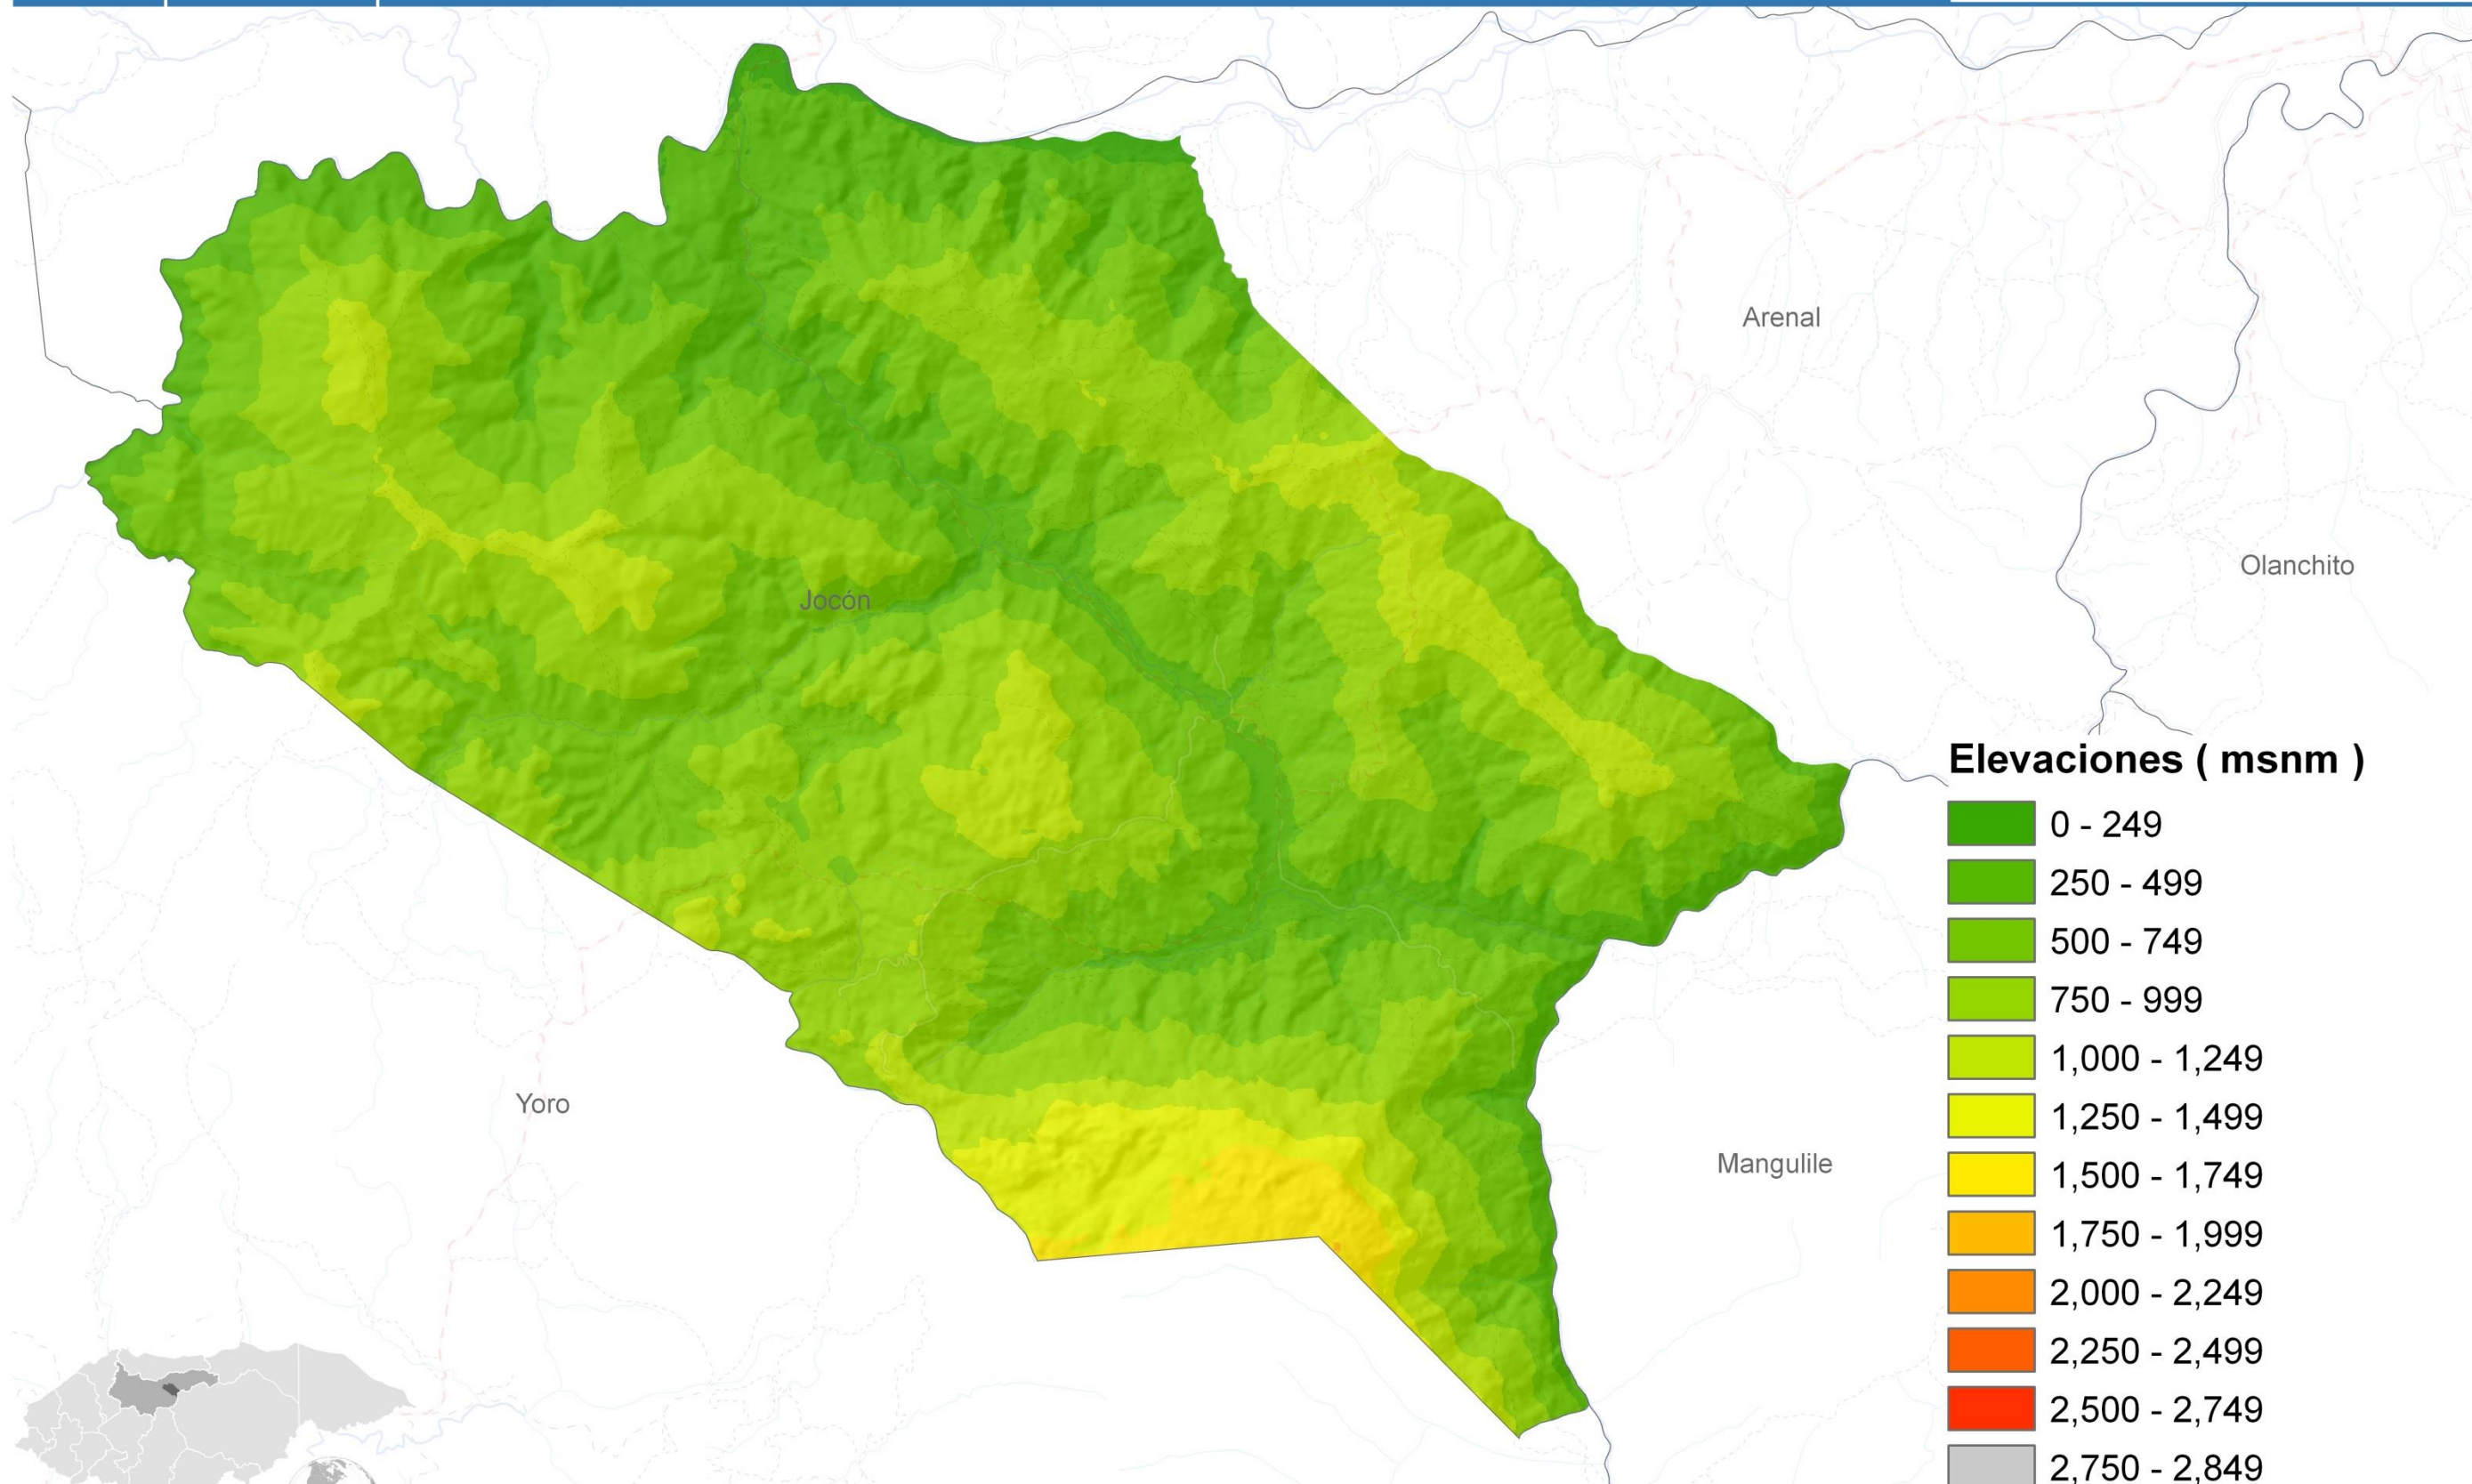 Arenal
Olanchito
Jocón
Yoro
Mangulile
Elevaciones ( msnm )
0 - 249
250 - 499
500 - 749
750 - 999
1,000 - 1,249
1,250 - 1,499
1,500 - 1,749
1,750 - 1,999
2,000 - 2,249
2,250 - 2,499
2,500 - 2,749
2,750 - 2,849